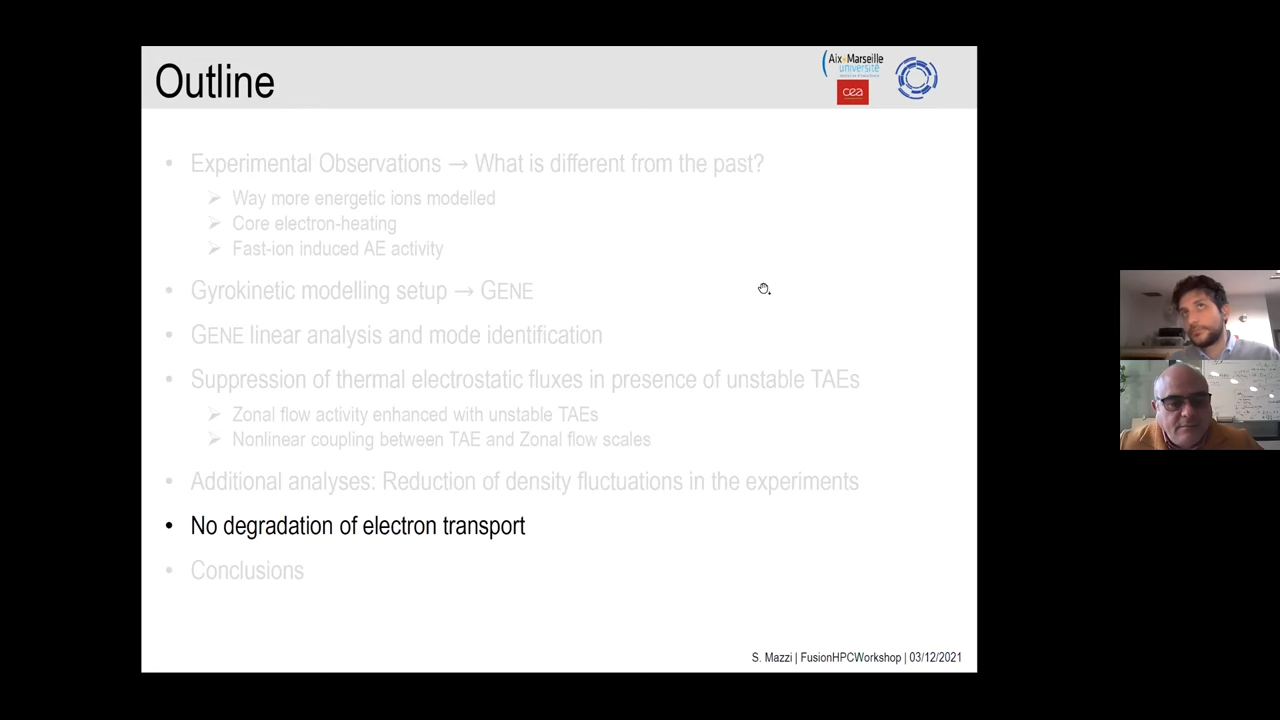 Outline
Aix*Marseille
université
cea
• Experimental Observations → What is different from the past?
➢ Way more energetic ions modelled
➢ Core electron-heating
➢ Fast-ion induced AE activity
• Gyrokinetic modelling setup → GENE
• GENE linear analysis and mode identification
• Suppression of thermal electrostatic fluxes in presence of unstable TAEs
➢ Zonal flow activity enhanced with unstable TAEs
➢ Nonlinear coupling between TAE and Zonal flow scales
• Additional analyses: Reduction of density fluctuations in the experiments
• No degradation of electron transport
• Conclusions
S. Mazzi | FusionHPCWorkshop | 03/12/2021